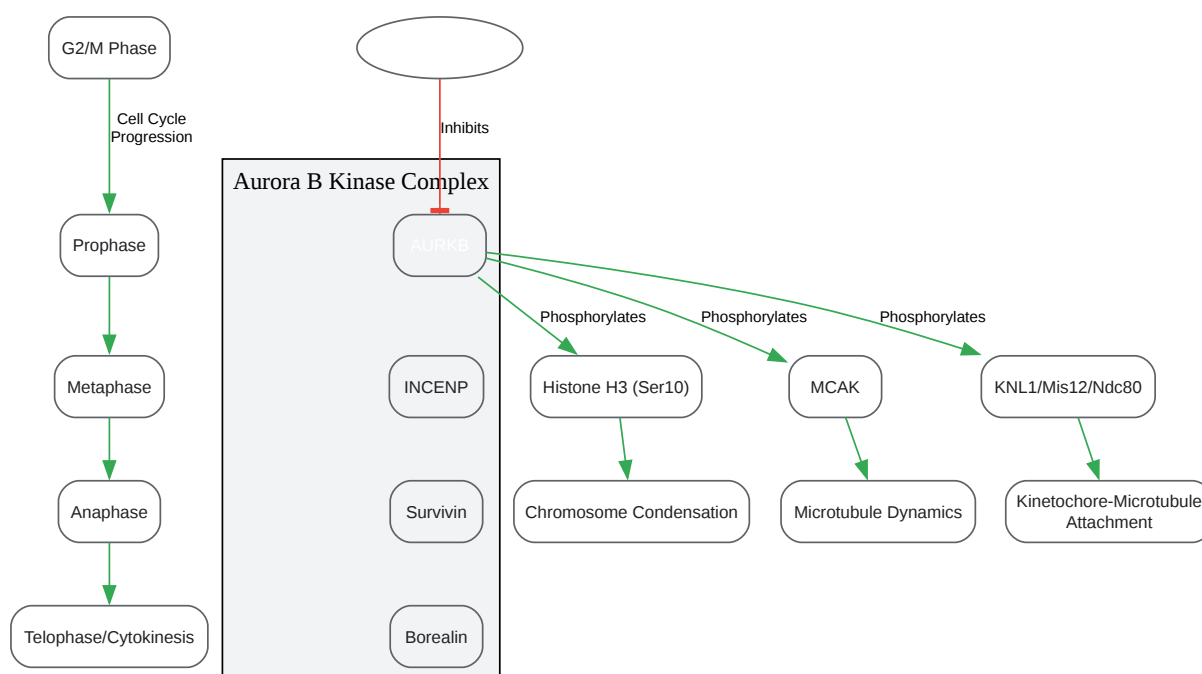 G2/M Phase
Cell Cycle
Progression
Inhibits
Aurora B Kinase Complex
Prophase
AURKB
Phosphorylates
Phosphorylates
Phosphorylates
Metaphase
INCENP
Histone H3 (Ser10)
MCAK
KNL1/Mis12/Ndc80
Anaphase
Survivin
Chromosome Condensation
Microtubule Dynamics
Kinetochore-Microtubule
Attachment
Telophase/Cytokinesis
Borealin